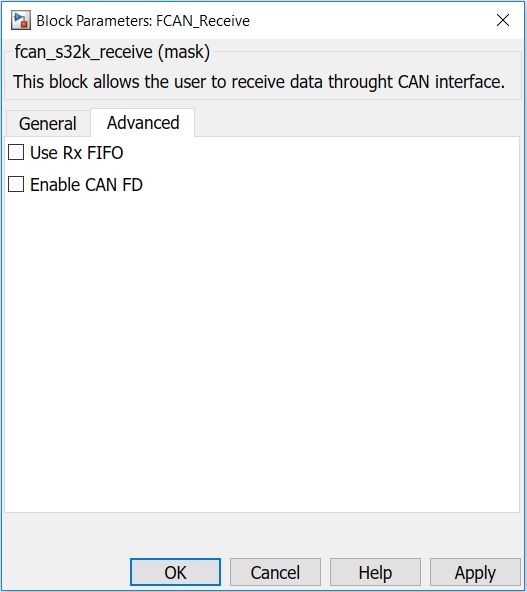 Block Parameters: FCAN_Receive
fcan_s32k_receive (mask)
This block allows the user to receive data throught CAN interface.
General Advanced
Use Rx FIFO
Enable CAN FD
OK Cancel Help Apply